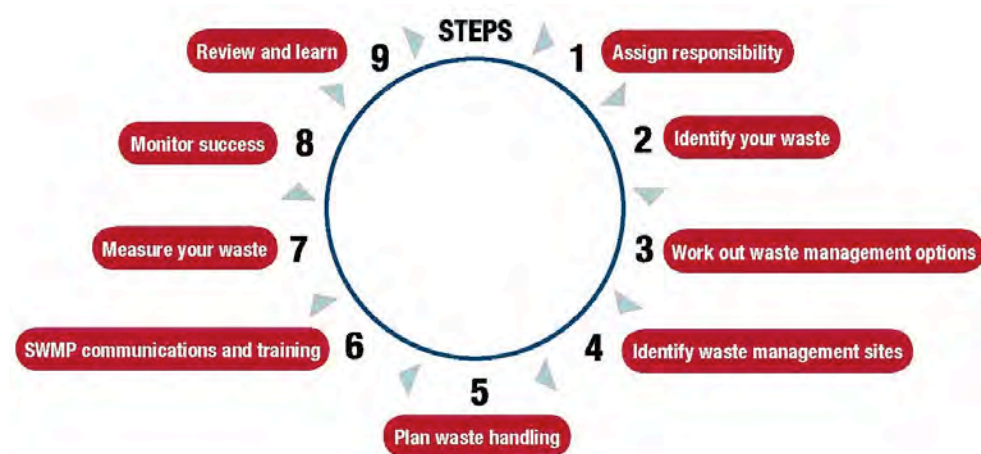 STEPS
1 Assign responsibility
2 Identify your waste
3 Work out waste management options
4 Identify waste management sites
5
Plan waste handling
SWMP communications and training 6
Measure your waste 7
Monitor success 8
Review and learn 9